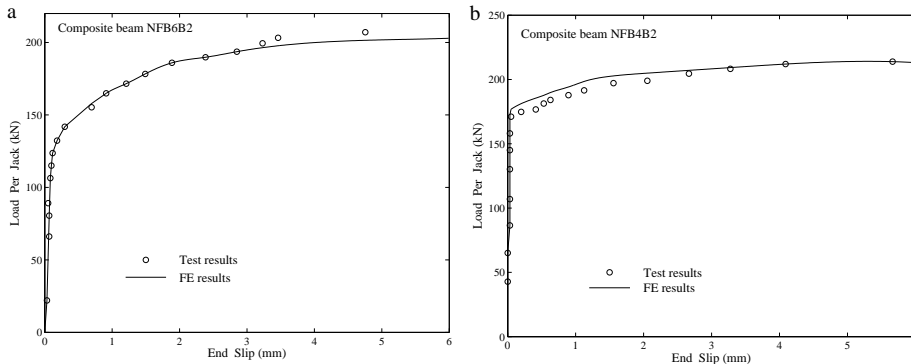 a
Composite beam NFB6B2
200
150
100
50
0
Load Per Jack (kN)
Test results
FE results
0 1 2 3 4 5 6
End Slip (mm)
b
Composite beam NFB4B2
250
200
150
100
50
0
Load Per Jack (kN)
Test results
FE results
0 1 2 3 4 5
End Slip (mm)